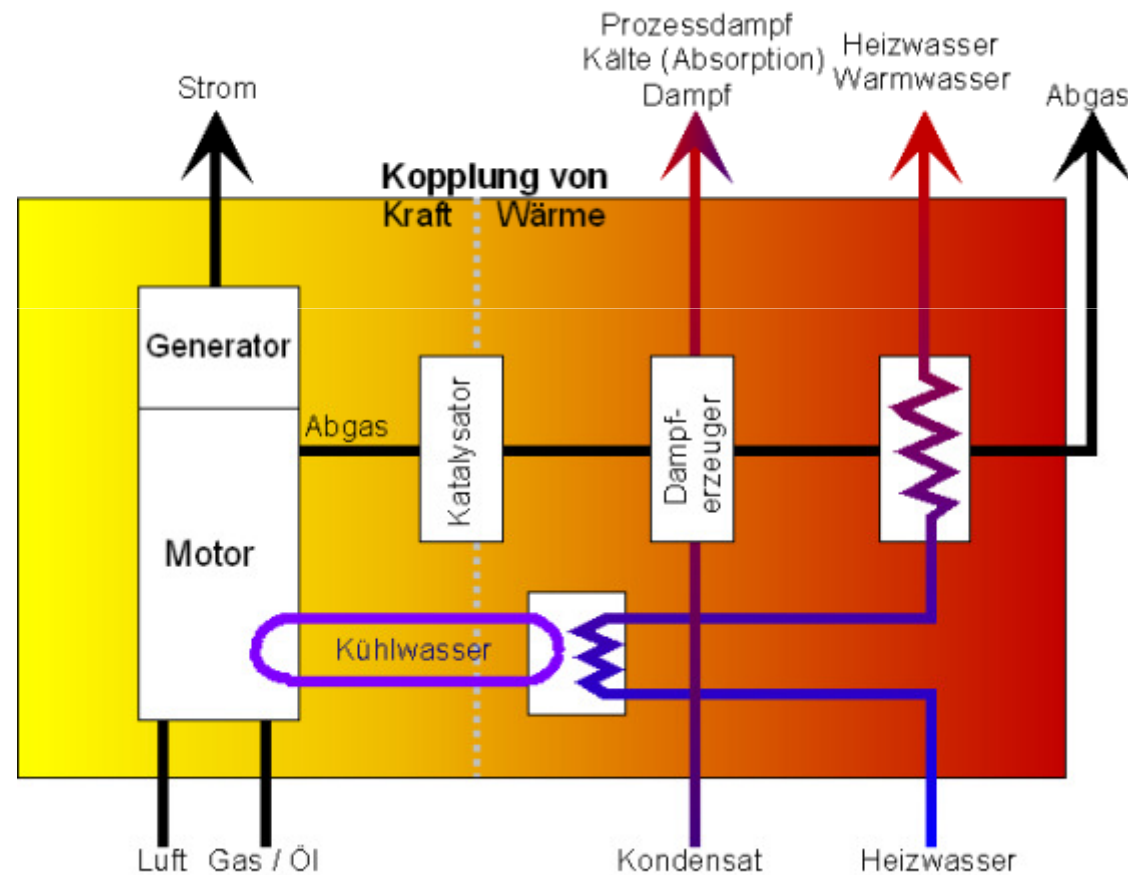 Prozessdampf
Kälte (Absorption)
Dampf
Heizwasser
Warmwasser
Strom
Abgas
Kopplung von
Kraft Wärme
Generator
Abgas
Katalysator
Dampf-
erzeuger
Motor
Kühlwasser
Luft
Gas / Öl
Kondensat
Heizwasser